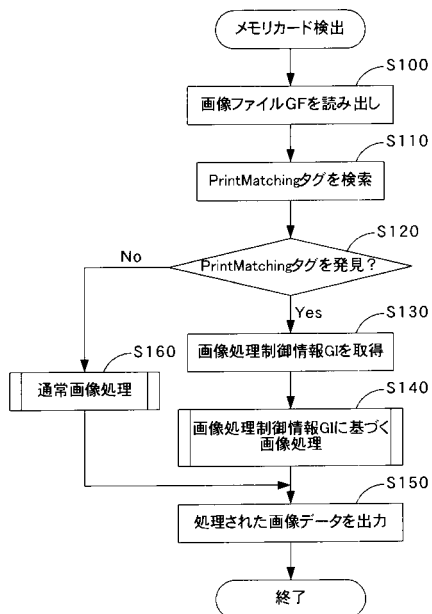 メモリカード検出
S100
画像ファイルGFを読み出し
S110
PrintMatchingタグを検索
S120
PrintMatchingタグを発見？
No
Yes
S130
画像処理制御情報GIを取得
S160
通常画像処理
S140
画像処理制御情報GIに基づく
画像処理
S150
処理された画像データを出力
終了